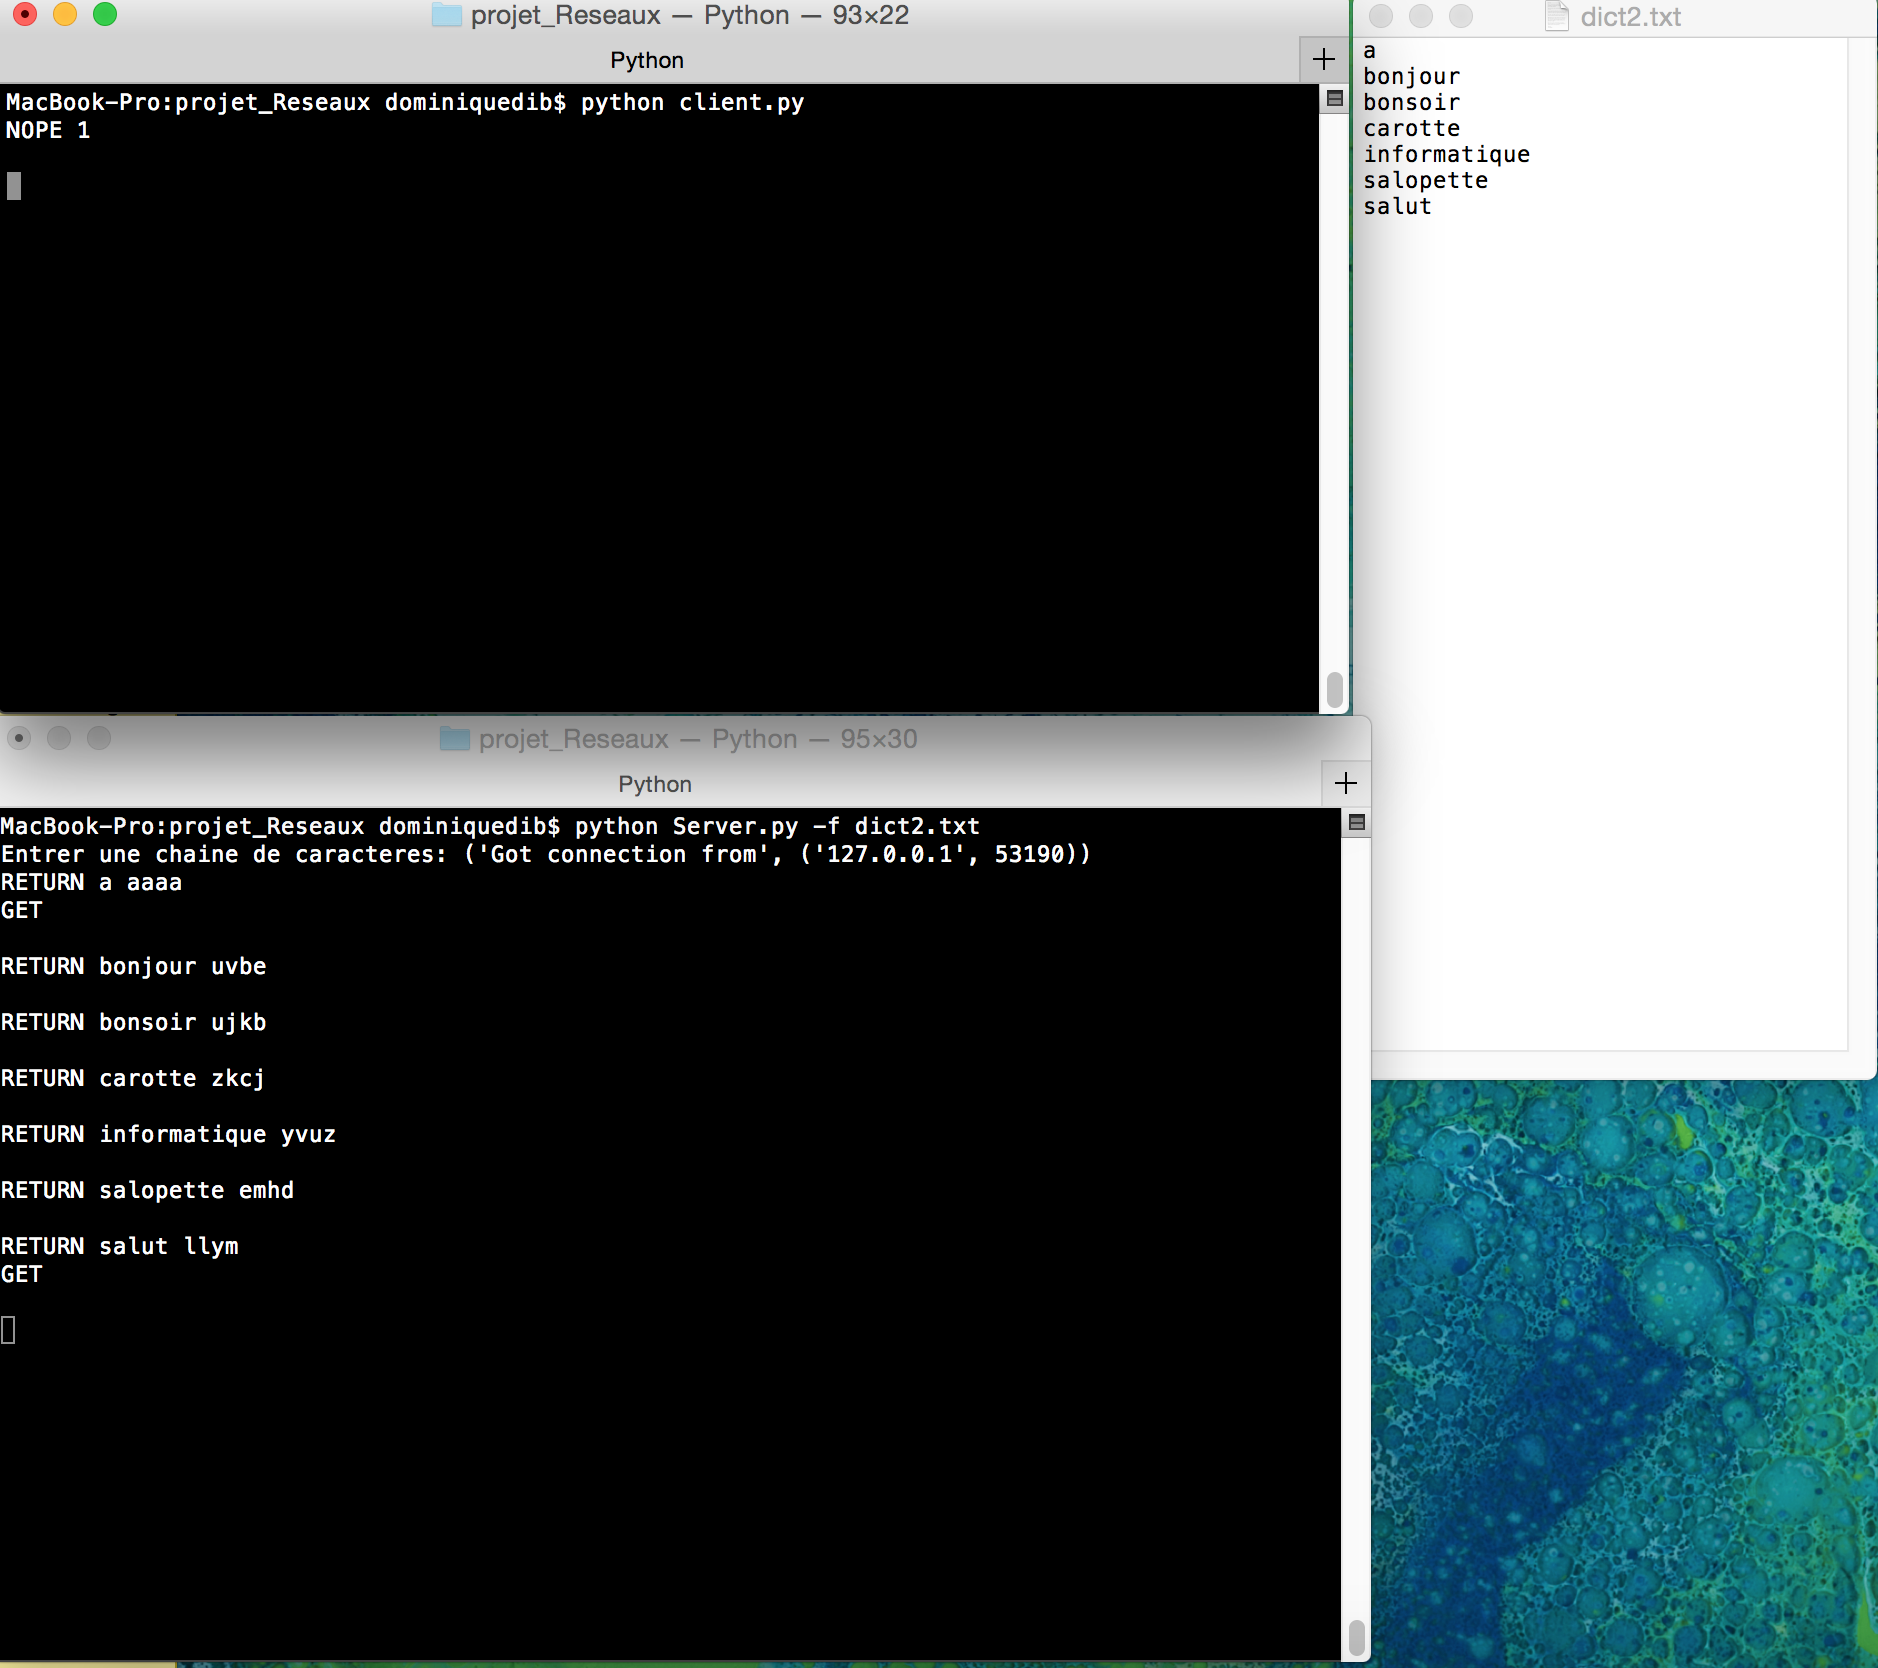 projet_Reseaux — Python — 93×22
Python
MacBook-Pro:projet_Reseaux dominiquedib$ python client.py
NOPE 1
dict2.txt
a
bonjour
bonsoir
carotte
informatique
salopette
salut
projet_Reseaux — Python — 95×30
Python
MacBook-Pro:projet_Reseaux dominiquedib$ python Server.py -f dict2.txt
Entrer une chaine de caracteres: ('Got connection from', ('127.0.0.1', 53190))
RETURN a aaaa
GET
RETURN bonjour uvbe
RETURN bonsoir ujkb
RETURN carotte zkcj
RETURN informatique yvuz
RETURN salopette emhd
RETURN salut llym
GET